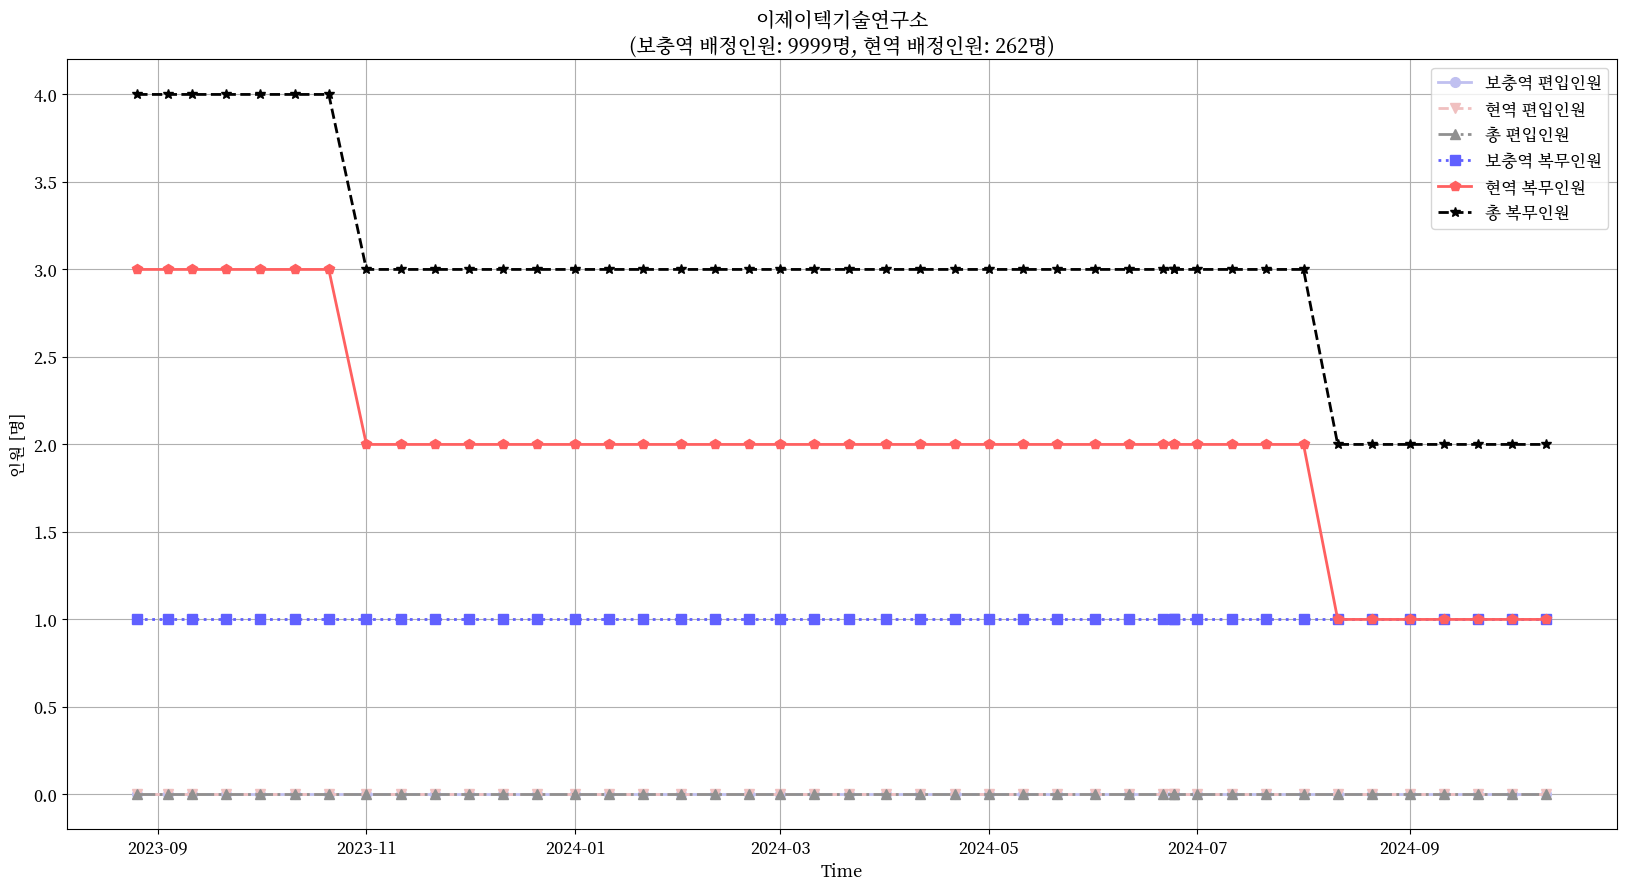 이제이텍기술연구소
(보충역 배정인원: 9999명, 현역 배정인원: 262명)
보충역 편입인원
현역 편입인원
총 편입인원
보충역 복무인원
현역 복무인원
총 복무인원
4.0
3.5
3.0
2.5
2.0
1.5
1.0
0.5
0.0
인원 [명]
2023-09 2023-11 2024-01 2024-03 2024-05 2024-07 2024-09
Time